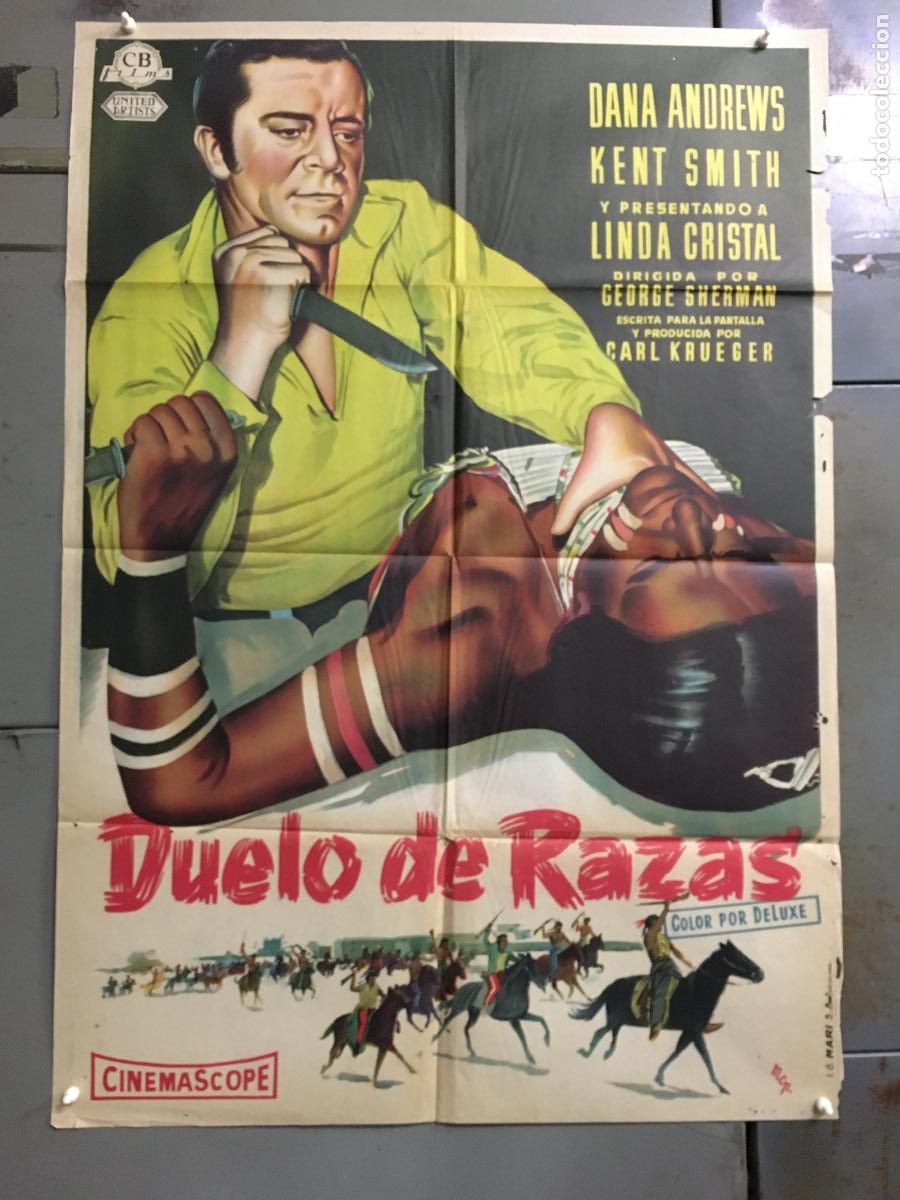 CB
films
UNITED
ARTISTS
DANA ANDREWS
KENT SMITH
Y PRESENTANDO A
LINDA CRISTAL
DIRIGIDA POR
GEORGE SHERMAN
ESCRITA PARA LA PANTALLA
Y PRODUCIDA POR
CARL KRUEGER
Duelo de Razas
COLOR POR DELUXE
CINEMASCOPE
m.c.p.
todocoleccion